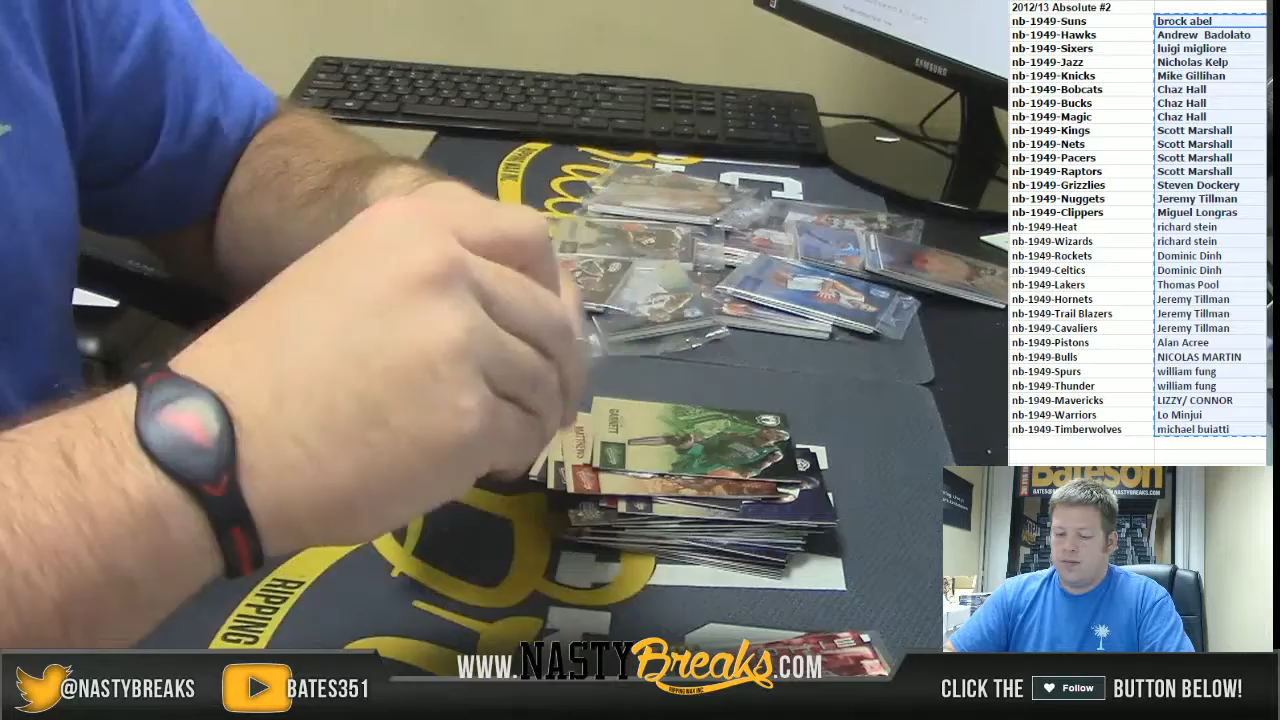 2012/13 Absolute #2
nb-1949-Suns brock abel
nb-1949-Hawks Andrew Badolato
nb-1949-Sixers luigi migliore
nb-1949-Jazz Nicholas Kelp
nb-1949-Knicks Mike Gillihan
nb-1949-Bobcats Chaz Hall
nb-1949-Bucks Chaz Hall
nb-1949-Magic Chaz Hall
nb-1949-Kings Scott Marshall
nb-1949-Nets Scott Marshall
nb-1949-Pacers Scott Marshall
nb-1949-Raptors Scott Marshall
nb-1949-Grizzlies Steven Dockery
nb-1949-Nuggets Jeremy Tillman
nb-1949-Clippers Miguel Longras
nb-1949-Heat richard stein
nb-1949-Wizards richard stein
nb-1949-Rockets Dominic Dinh
nb-1949-Celtics Dominic Dinh
nb-1949-Lakers Thomas Pool
nb-1949-Hornets Jeremy Tillman
nb-1949-Trail Blazers Jeremy Tillman
nb-1949-Cavaliers Jeremy Tillman
nb-1949-Pistons Alan Acree
nb-1949-Bulls NICOLAS MARTIN
nb-1949-Spurs william fung
nb-1949-Thunder william fung
nb-1949-Mavericks LIZZY/ CONNOR
nb-1949-Warriors Lo Minjui
nb-1949-Timberwolves michael buiatti
SAMSUNG
GARNETT
MATTHEWS
RIPPING
Bateson
@NASTYBREAKS
BATES351
WWW.NASTYBreaks.COM
RIPPING WAX INC
CLICK THE Follow BUTTON BELOW!